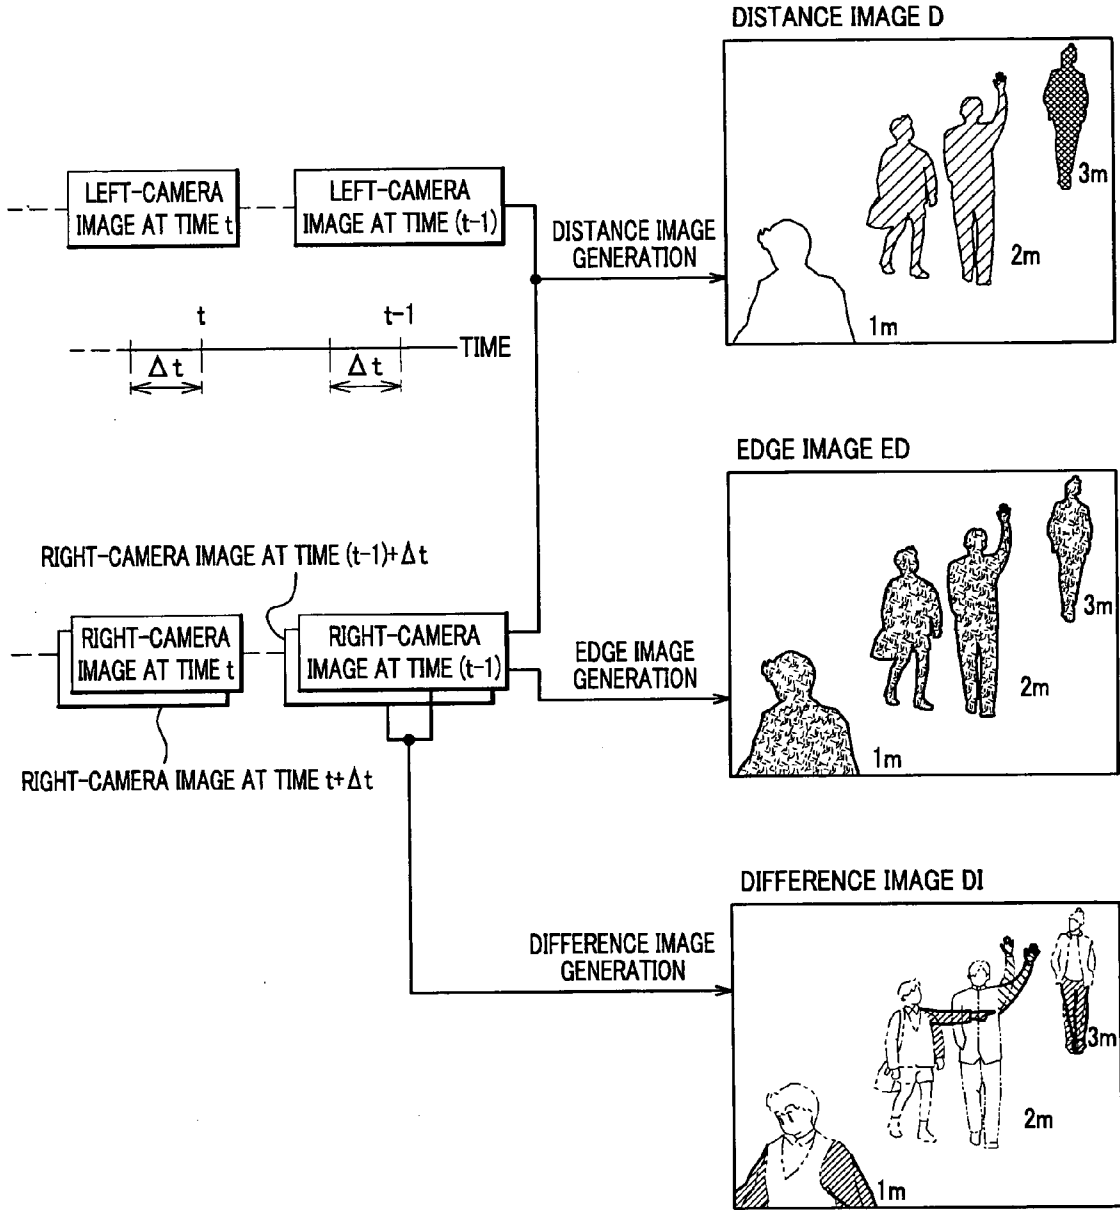 DISTANCE IMAGE D
3m
LEFT-CAMERA
IMAGE AT TIME t
LEFT-CAMERA
IMAGE AT TIME (t-1)
DISTANCE IMAGE
GENERATION
2m
1m
t
t-1
TIME
Δt
Δt
EDGE IMAGE ED
RIGHT-CAMERA IMAGE AT TIME (t-1)+Δt
3m
RIGHT-CAMERA
IMAGE AT TIME t
RIGHT-CAMERA
IMAGE AT TIME (t-1)
EDGE IMAGE
GENERATION
2m
1m
RIGHT-CAMERA IMAGE AT TIME t+Δt
DIFFERENCE IMAGE DI
DIFFERENCE IMAGE
GENERATION
3m
2m
1m